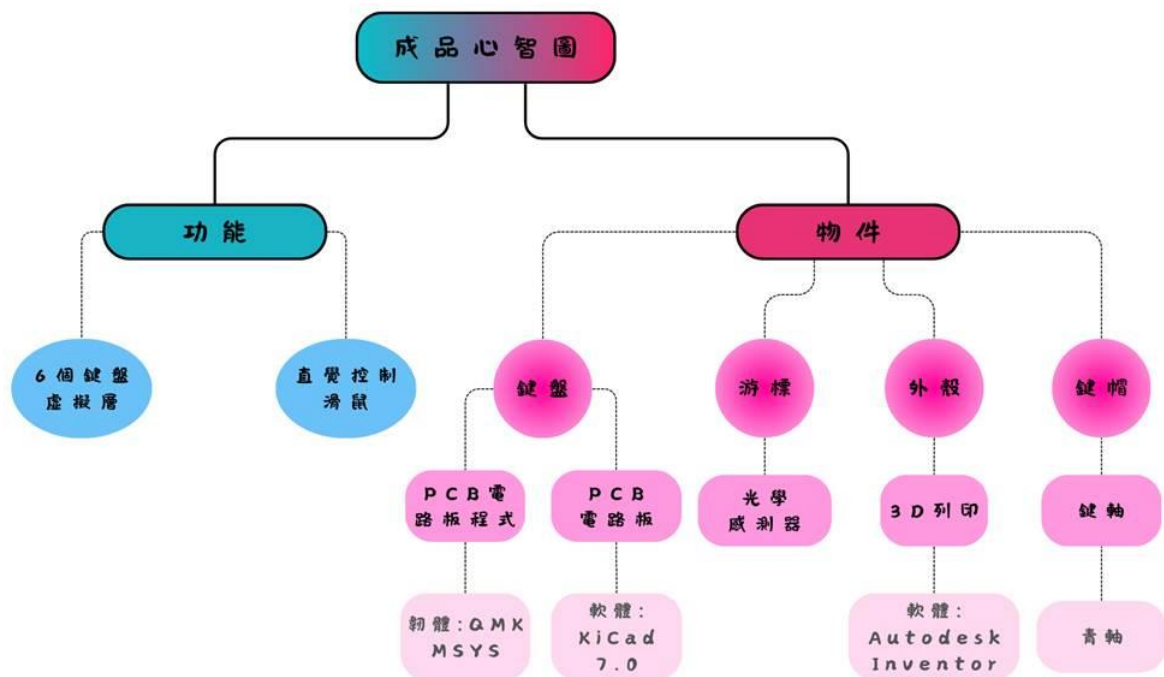 成品心智圖
功能
物件
6個鍵盤
虛擬層
直覺控制
滑鼠
鍵盤
游標
外殼
鍵帽
PCB電
路板程式
PCB
電路板
光學
感測器
3D列印
鍵軸
韌體:QMK
MSYS
軟體:
KiCad
7.0
軟體:
Autodesk
Inventor
青軸